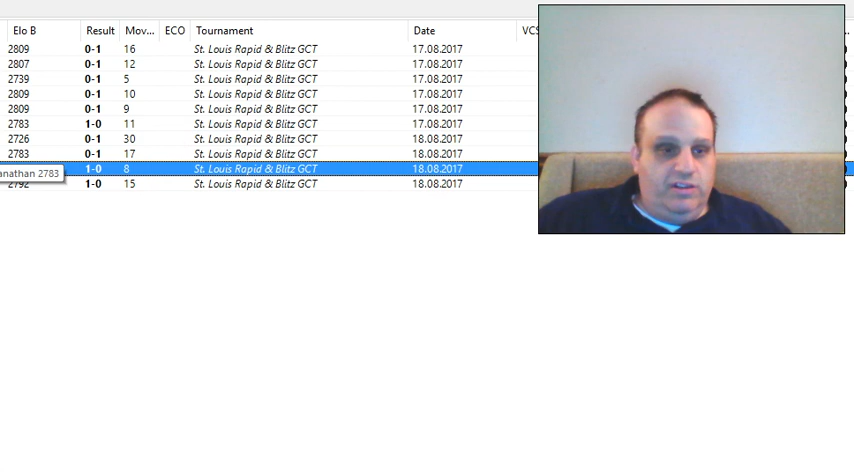 Elo B Result Mov... ECO Tournament Date VCS
2809 0-1 16 St. Louis Rapid & Blitz GCT 17.08.2017
2807 0-1 12 St. Louis Rapid & Blitz GCT 17.08.2017
2739 0-1 5 St. Louis Rapid & Blitz GCT 17.08.2017
2809 0-1 10 St. Louis Rapid & Blitz GCT 17.08.2017
2809 0-1 9 St. Louis Rapid & Blitz GCT 17.08.2017
2783 1-0 11 St. Louis Rapid & Blitz GCT 17.08.2017
2726 0-1 30 St. Louis Rapid & Blitz GCT 18.08.2017
2783 0-1 17 St. Louis Rapid & Blitz GCT 18.08.2017
anathan 2783 1-0 8 St. Louis Rapid & Blitz GCT 18.08.2017
2792 1-0 15 St. Louis Rapid & Blitz GCT 18.08.2017